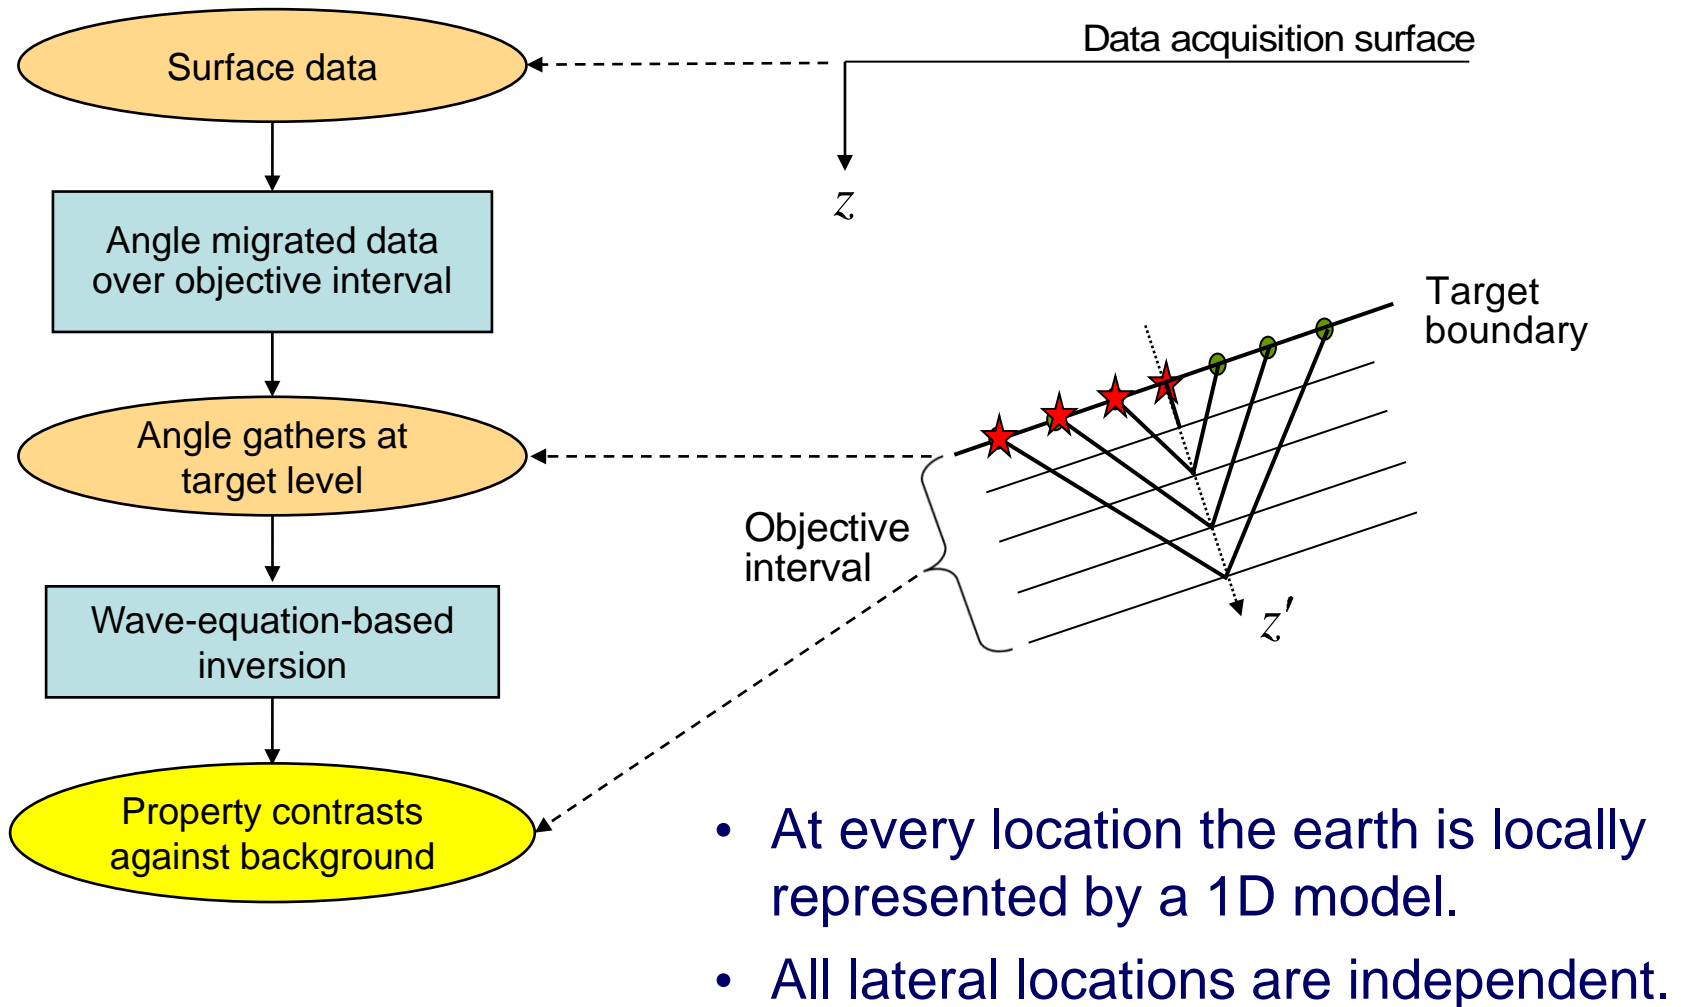 Surface data
Data acquisition surface
z
Angle migrated data
over objective interval
Target
boundary
Angle gathers at
target level
Objective
interval
z'
Wave-equation-based
inversion
Property contrasts
against background
• At every location the earth is locally
represented by a 1D model.
• All lateral locations are independent.